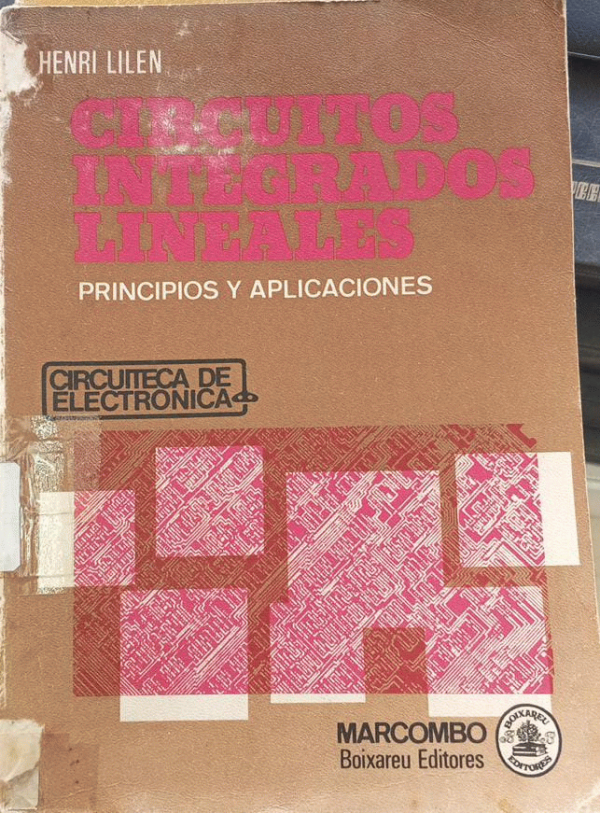 HENRI LILEN
CIRCUITOS
INTEGRADOS
LINEALES
PRINCIPIOS Y APLICACIONES
CIRCUITECA DE
ELECTRONICA
MARCOMBO
Boixareu Editores
BOIXAREU
EDITORES